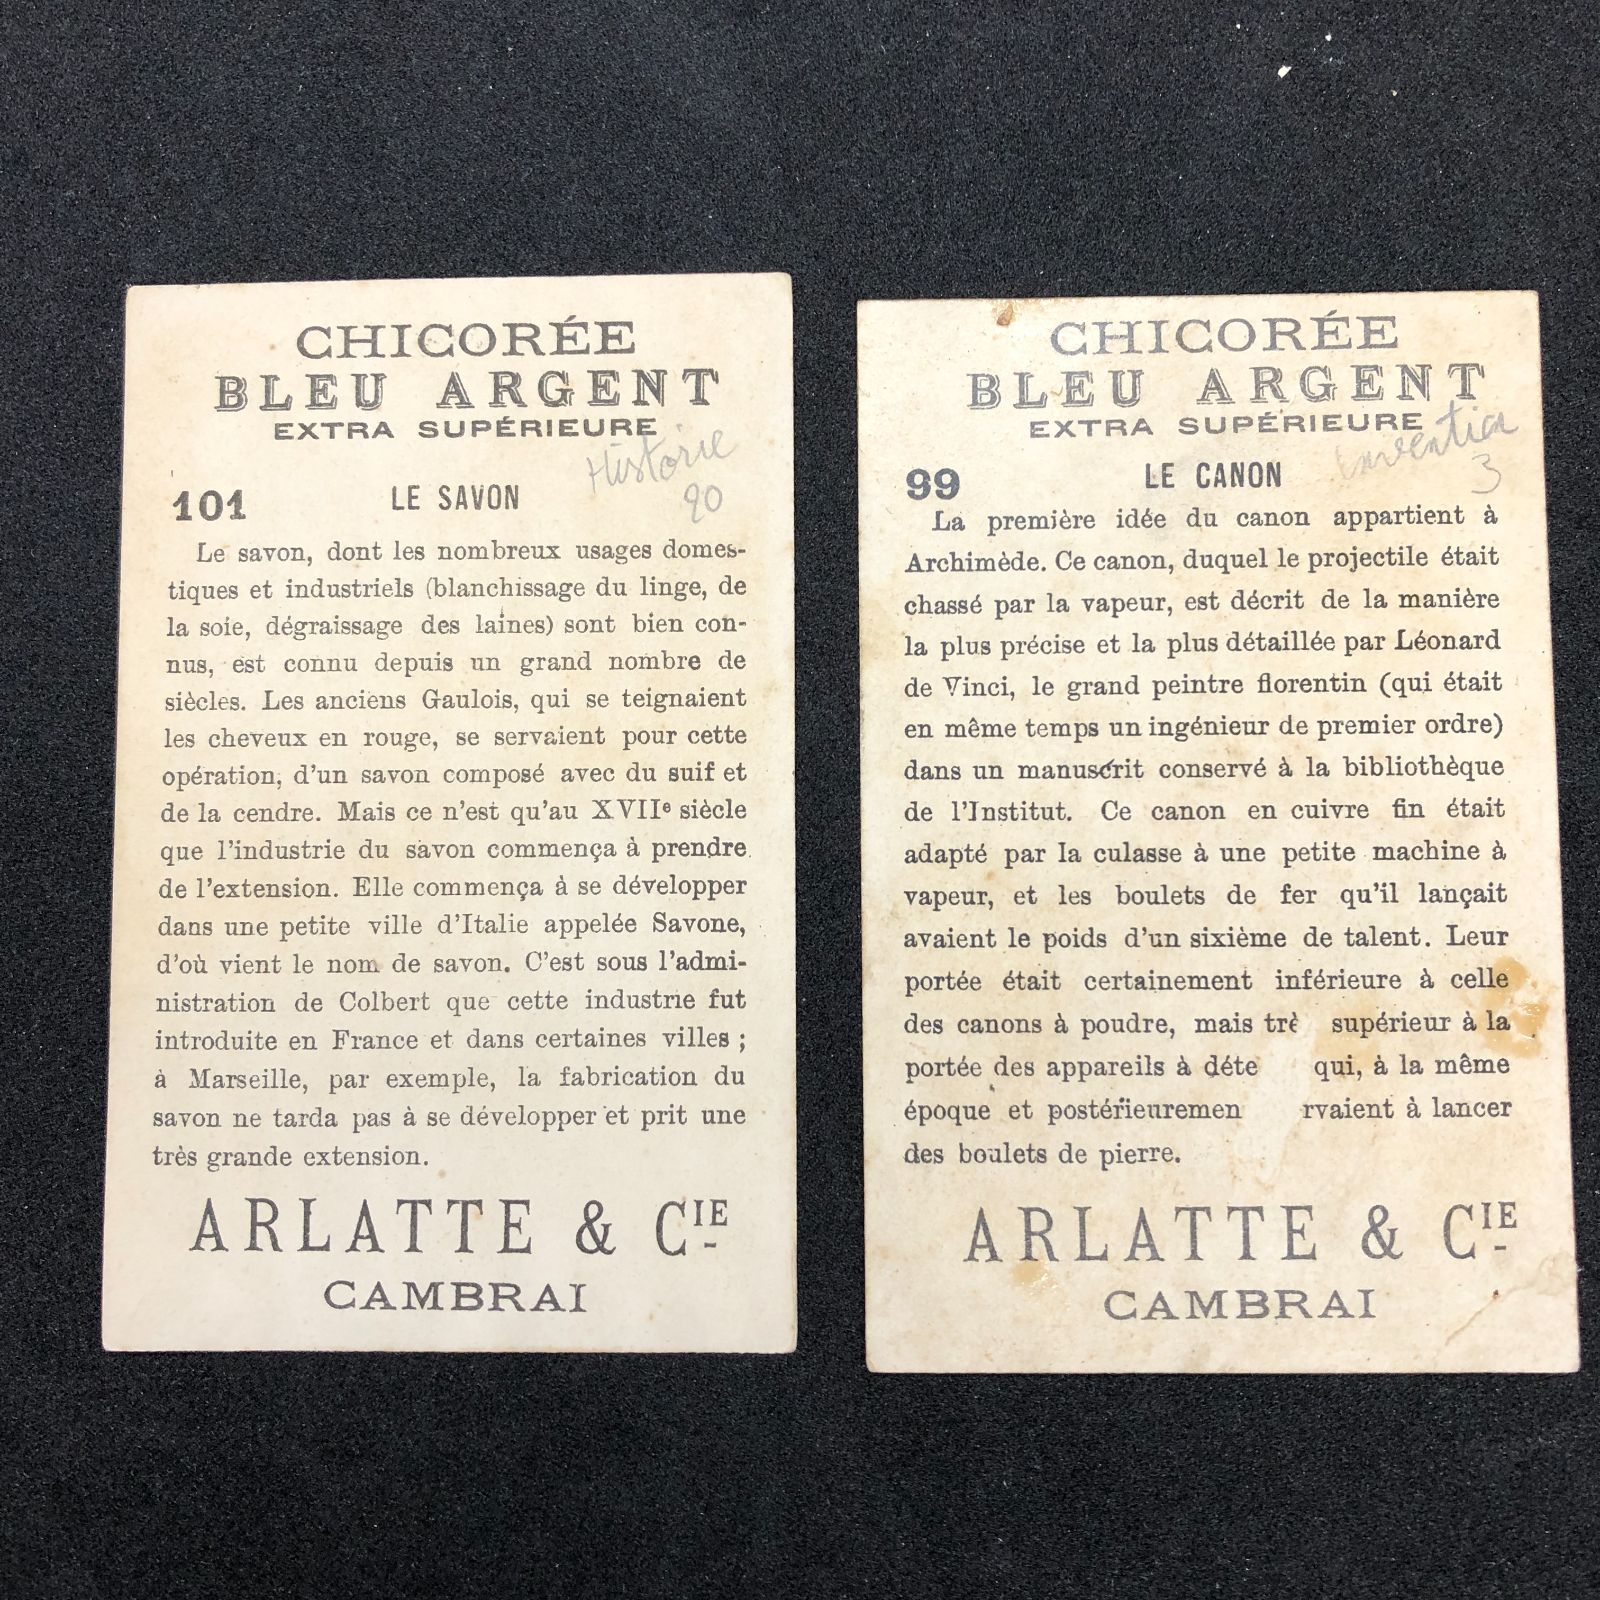 CHICORÉE
BLEU ARGENT
EXTRA SUPÉRIEURE
Histoire
20
101
LE SAVON
Le savon, dont les nombreux usages domes-
tiques et industriels (blanchissage du linge, de
la soie, dégraissage des laines) sont bien con-
nus, est connu depuis un grand nombre de
siècles. Les anciens Gaulois, qui se teignaient
les cheveux en rouge, se servaient pour cette
opération, d'un savon composé avec du suif et
de la cendre. Mais ce n'est qu'au XVIIe siècle
que l'industrie du savon commença à prendre
de l'extension. Elle commença à se développer
dans une petite ville d'Italie appelée Savone,
d'où vient le nom de savon. C'est sous l'admi-
nistration de Colbert que cette industrie fut
introduite en France et dans certaines villes ;
à Marseille, par exemple, la fabrication du
savon ne tarda pas à se développer et prit une
très grande extension.
ARLATTE & CIE
CAMBRAI
CHICORÉE
BLEU ARGENT
EXTRA SUPÉRIEURE
invention
3
99
LE CANON
La première idée du canon appartient à
Archimède. Ce canon, duquel le projectile était
chassé par la vapeur, est décrit de la manière
la plus précise et la plus détaillée par Léonard
de Vinci, le grand peintre florentin (qui était
en même temps un ingénieur de premier ordre)
dans un manuscrit conservé à la bibliothèque
de l'Institut. Ce canon en cuivre fin était
adapté par la culasse à une petite machine à
vapeur, et les boulets de fer qu'il lançait
avaient le poids d'un sixième de talent. Leur
portée était certainement inférieure à celle
des canons à poudre, mais trè supérieur à la
portée des appareils à déte qui, à la même
époque et postérieuremen rvaient à lancer
des boulets de pierre.
ARLATTE & CIE
CAMBRAI